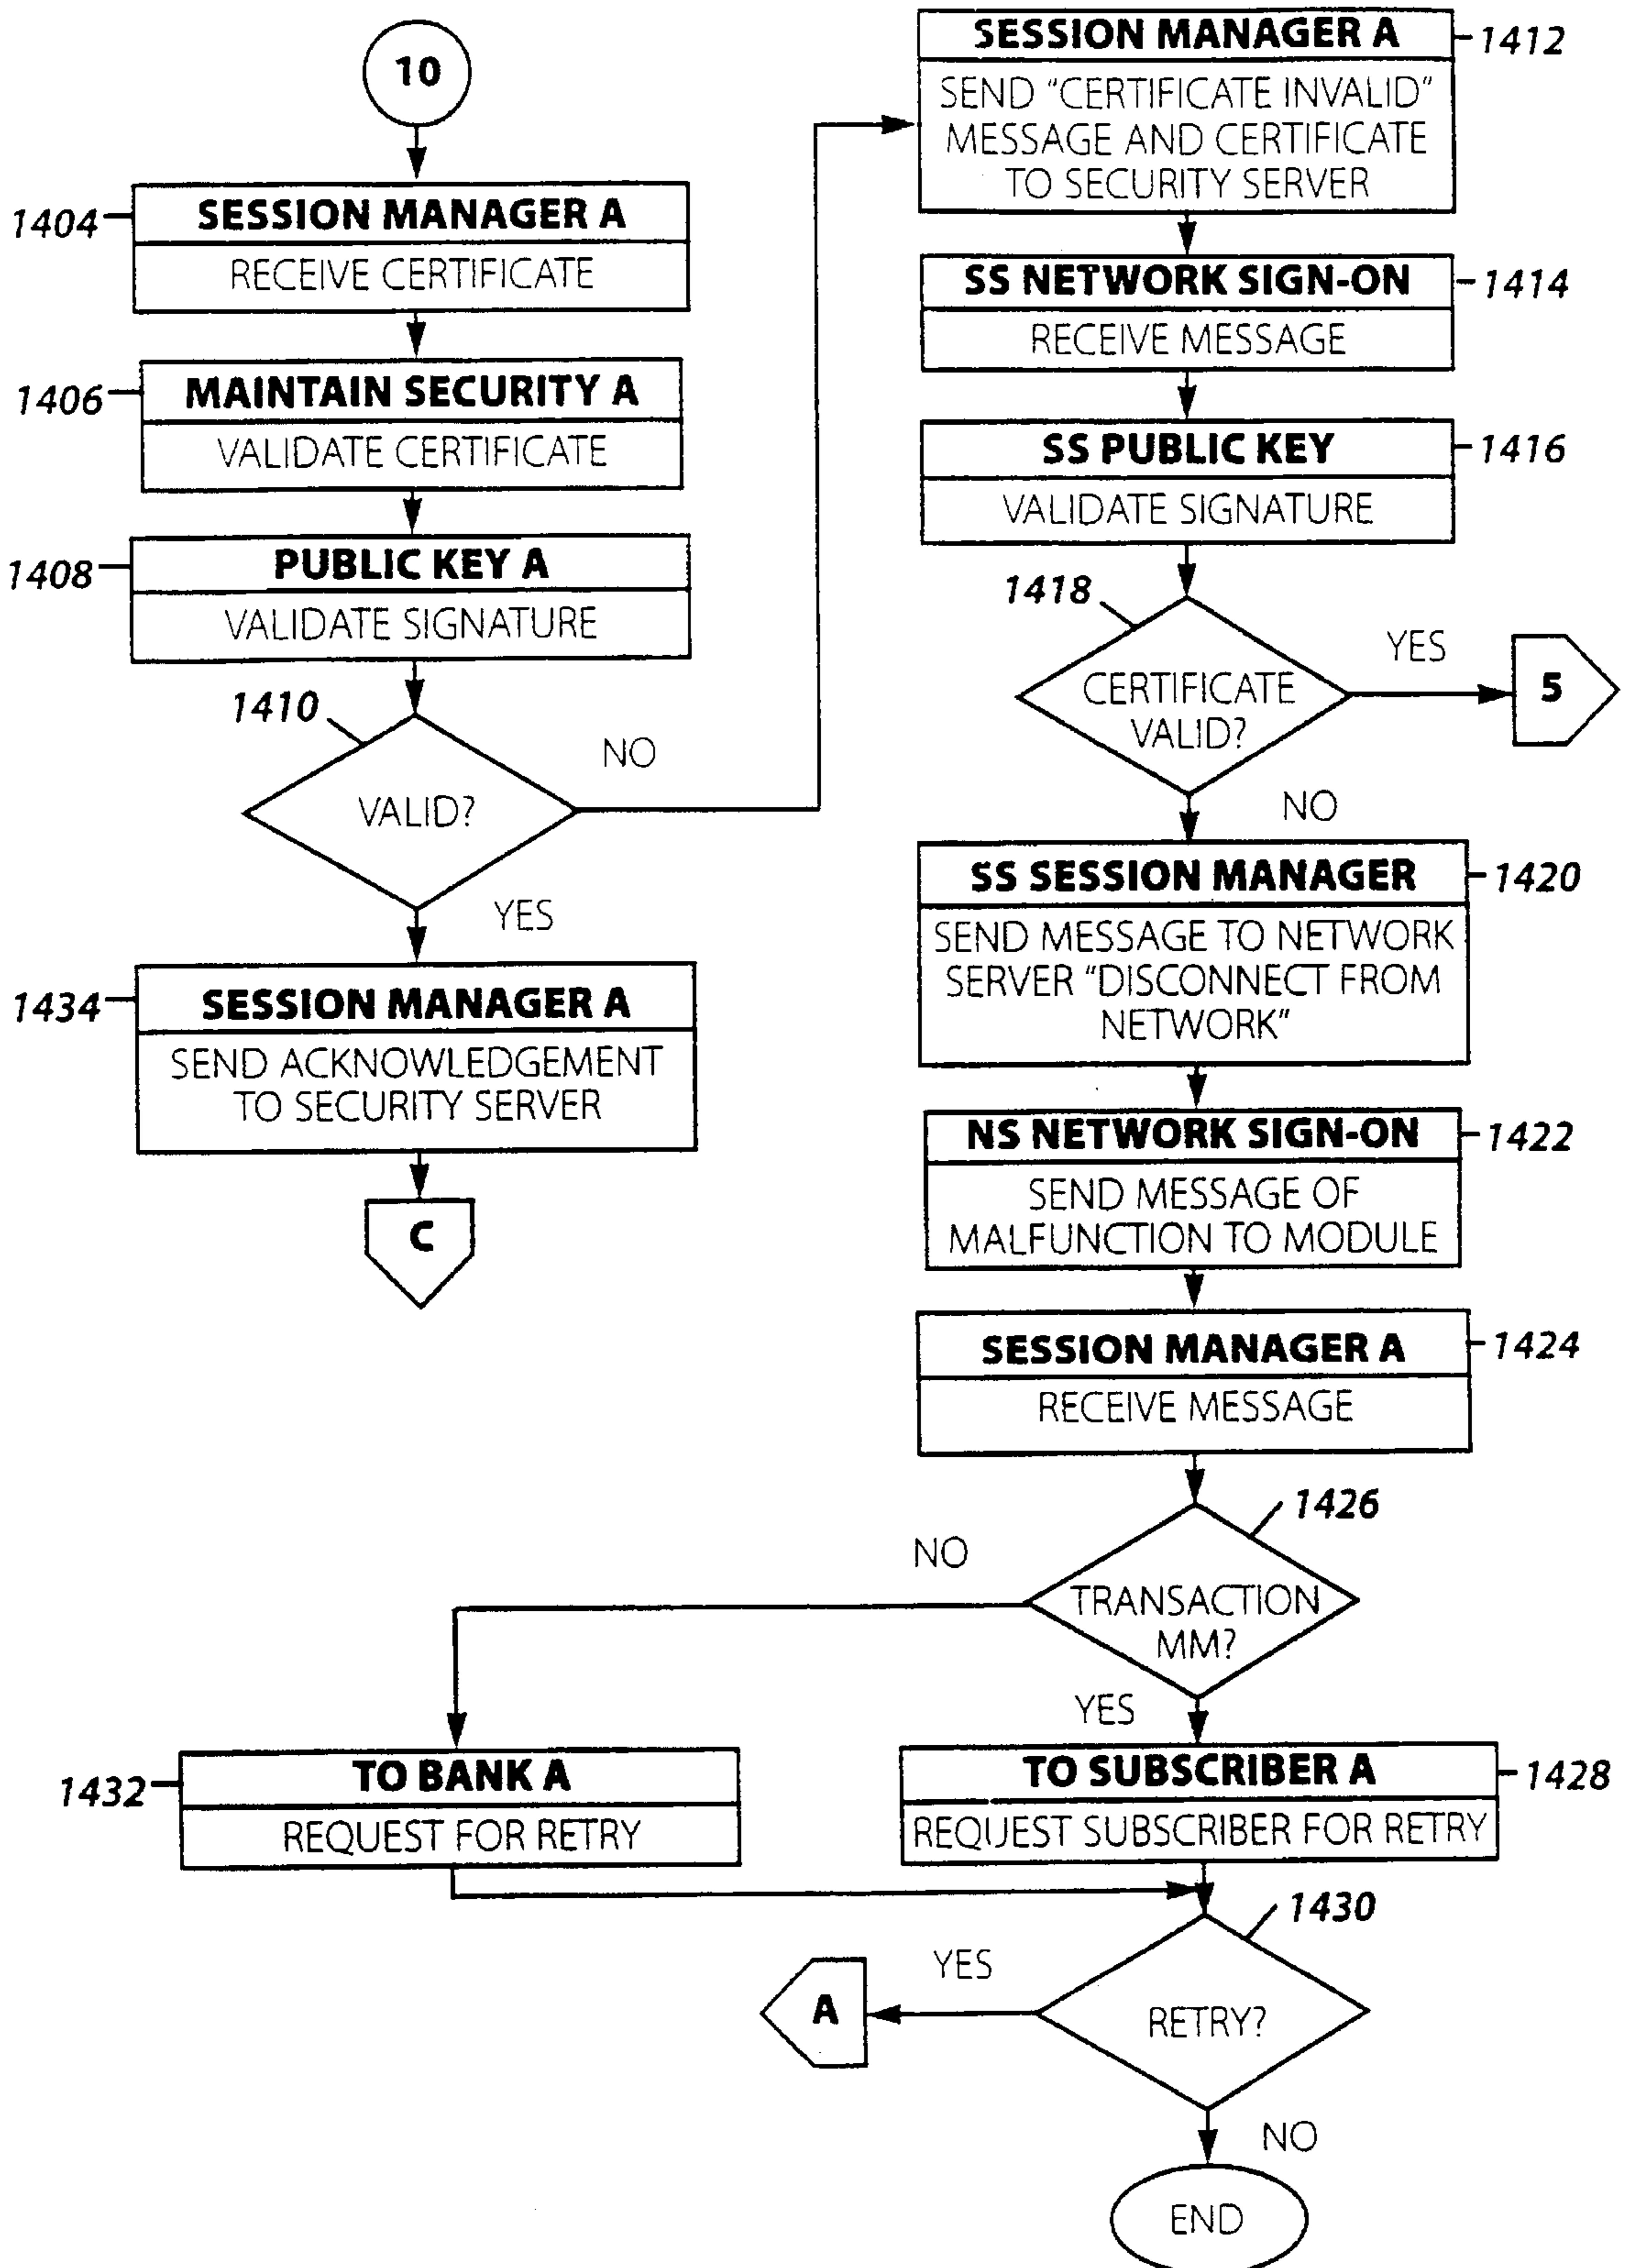 10
1404
SESSION MANAGER A
RECEIVE CERTIFICATE
1406
MAINTAIN SECURITY A
VALIDATE CERTIFICATE
1408
PUBLIC KEY A
VALIDATE SIGNATURE
1410
VALID?
NO
YES
1434
SESSION MANAGER A
SEND ACKNOWLEDGEMENT
TO SECURITY SERVER
C
SESSION MANAGER A
1412
SEND "CERTIFICATE INVALID"
MESSAGE AND CERTIFICATE
TO SECURITY SERVER
SS NETWORK SIGN-ON
1414
RECEIVE MESSAGE
SS PUBLIC KEY
1416
VALIDATE SIGNATURE
1418
CERTIFICATE
VALID?
YES
5
NO
SS SESSION MANAGER
1420
SEND MESSAGE TO NETWORK
SERVER "DISCONNECT FROM
NETWORK"
NS NETWORK SIGN-ON
1422
SEND MESSAGE OF
MALFUNCTION TO MODULE
SESSION MANAGER A
1424
RECEIVE MESSAGE
1426
NO
TRANSACTION
MM?
YES
1432
TO BANK A
REQUEST FOR RETRY
TO SUBSCRIBER A
1428
REQUEST SUBSCRIBER FOR RETRY
1430
YES
A
RETRY?
NO
END